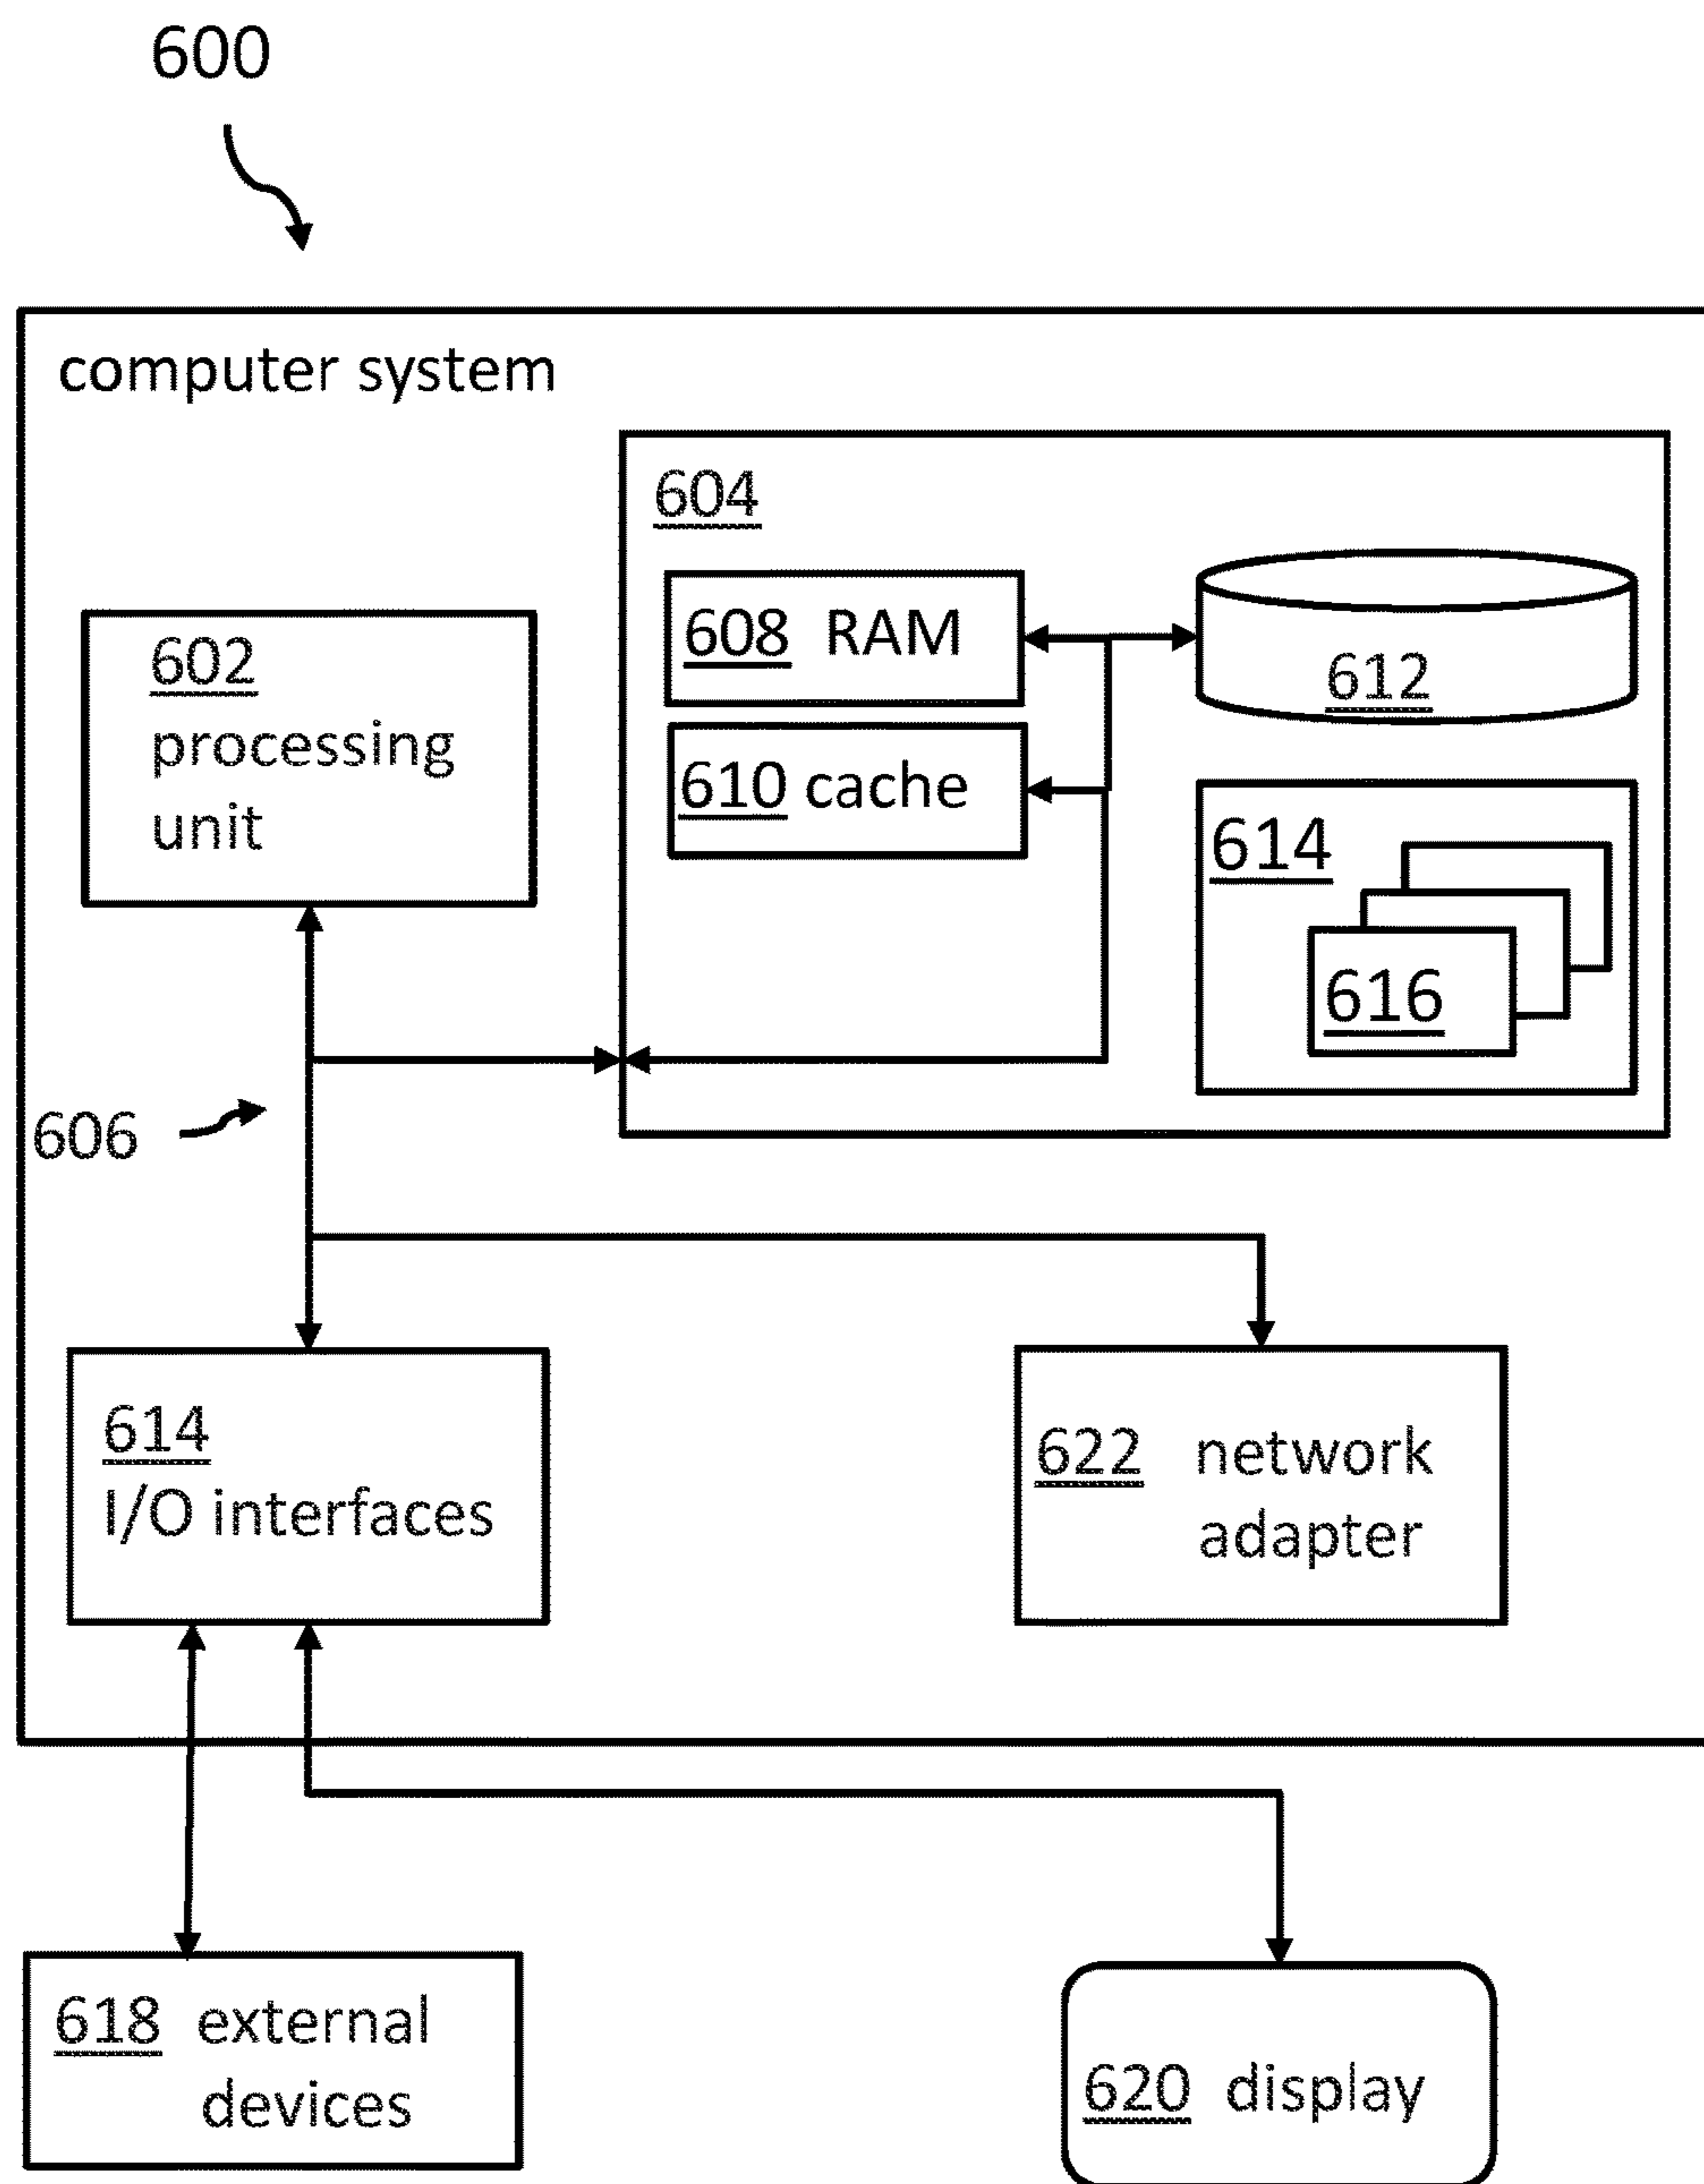 600
computer system
604
608 RAM
612
602
processing
unit
610 cache
614
616
606
614
I/O interfaces
622 network
adapter
618 external
devices
620 display